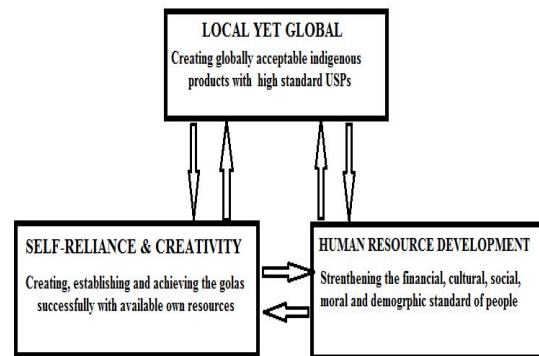 LOCAL YET GLOBAL
Creating globally acceptable indigenous
products with high standard USPs
SELF-RELIANCE & CREATIVITY
Creating, establishing and achieving the golas
successfully with available own resources
HUMAN RESOURCE DEVELOPMENT
Strenthening the financial, cultural, social,
moral and demogrphic standard of people